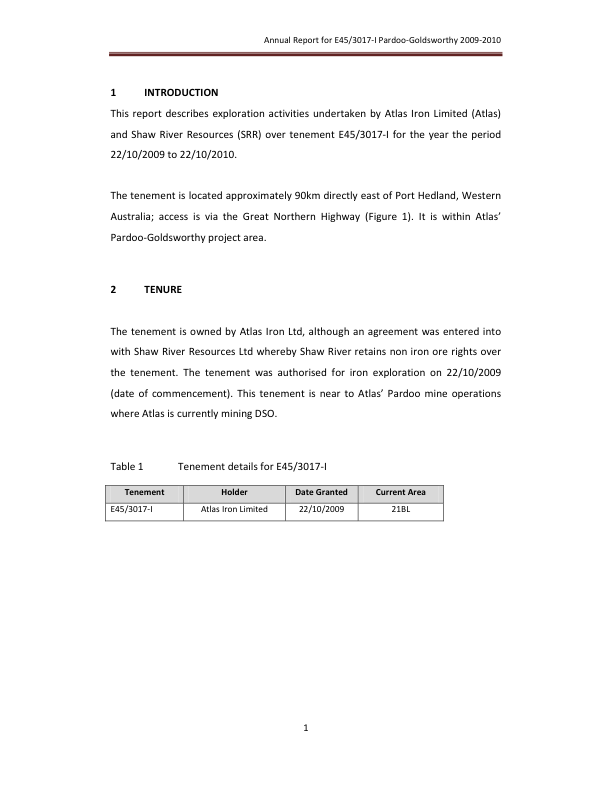 Annual Report for E45/3017-I Pardoo-Goldsworthy 2009-2010
1 INTRODUCTION
This report describes exploration activities undertaken by Atlas Iron Limited (Atlas)
and Shaw River Resources (SRR) over tenement E45/3017-I for the year the period
22/10/2009 to 22/10/2010.
The tenement is located approximately 90km directly east of Port Hedland, Western
Australia; access is via the Great Northern Highway (Figure 1). It is within Atlas’
Pardoo-Goldsworthy project area.
2 TENURE
The tenement is owned by Atlas Iron Ltd, although an agreement was entered into
with Shaw River Resources Ltd whereby Shaw River retains non iron ore rights over
the tenement. The tenement was authorised for iron exploration on 22/10/2009
(date of commencement). This tenement is near to Atlas’ Pardoo mine operations
where Atlas is currently mining DSO.
Table 1 Tenement details for E45/3017-I
Tenement Holder Date Granted Current Area
E45/3017-I Atlas Iron Limited 22/10/2009 21BL
1